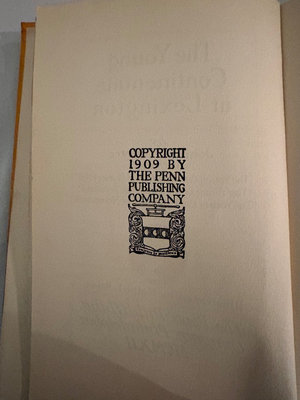 COPYRIGHT
1909 BY
THE PENN
PUBLISHING
COMPANY